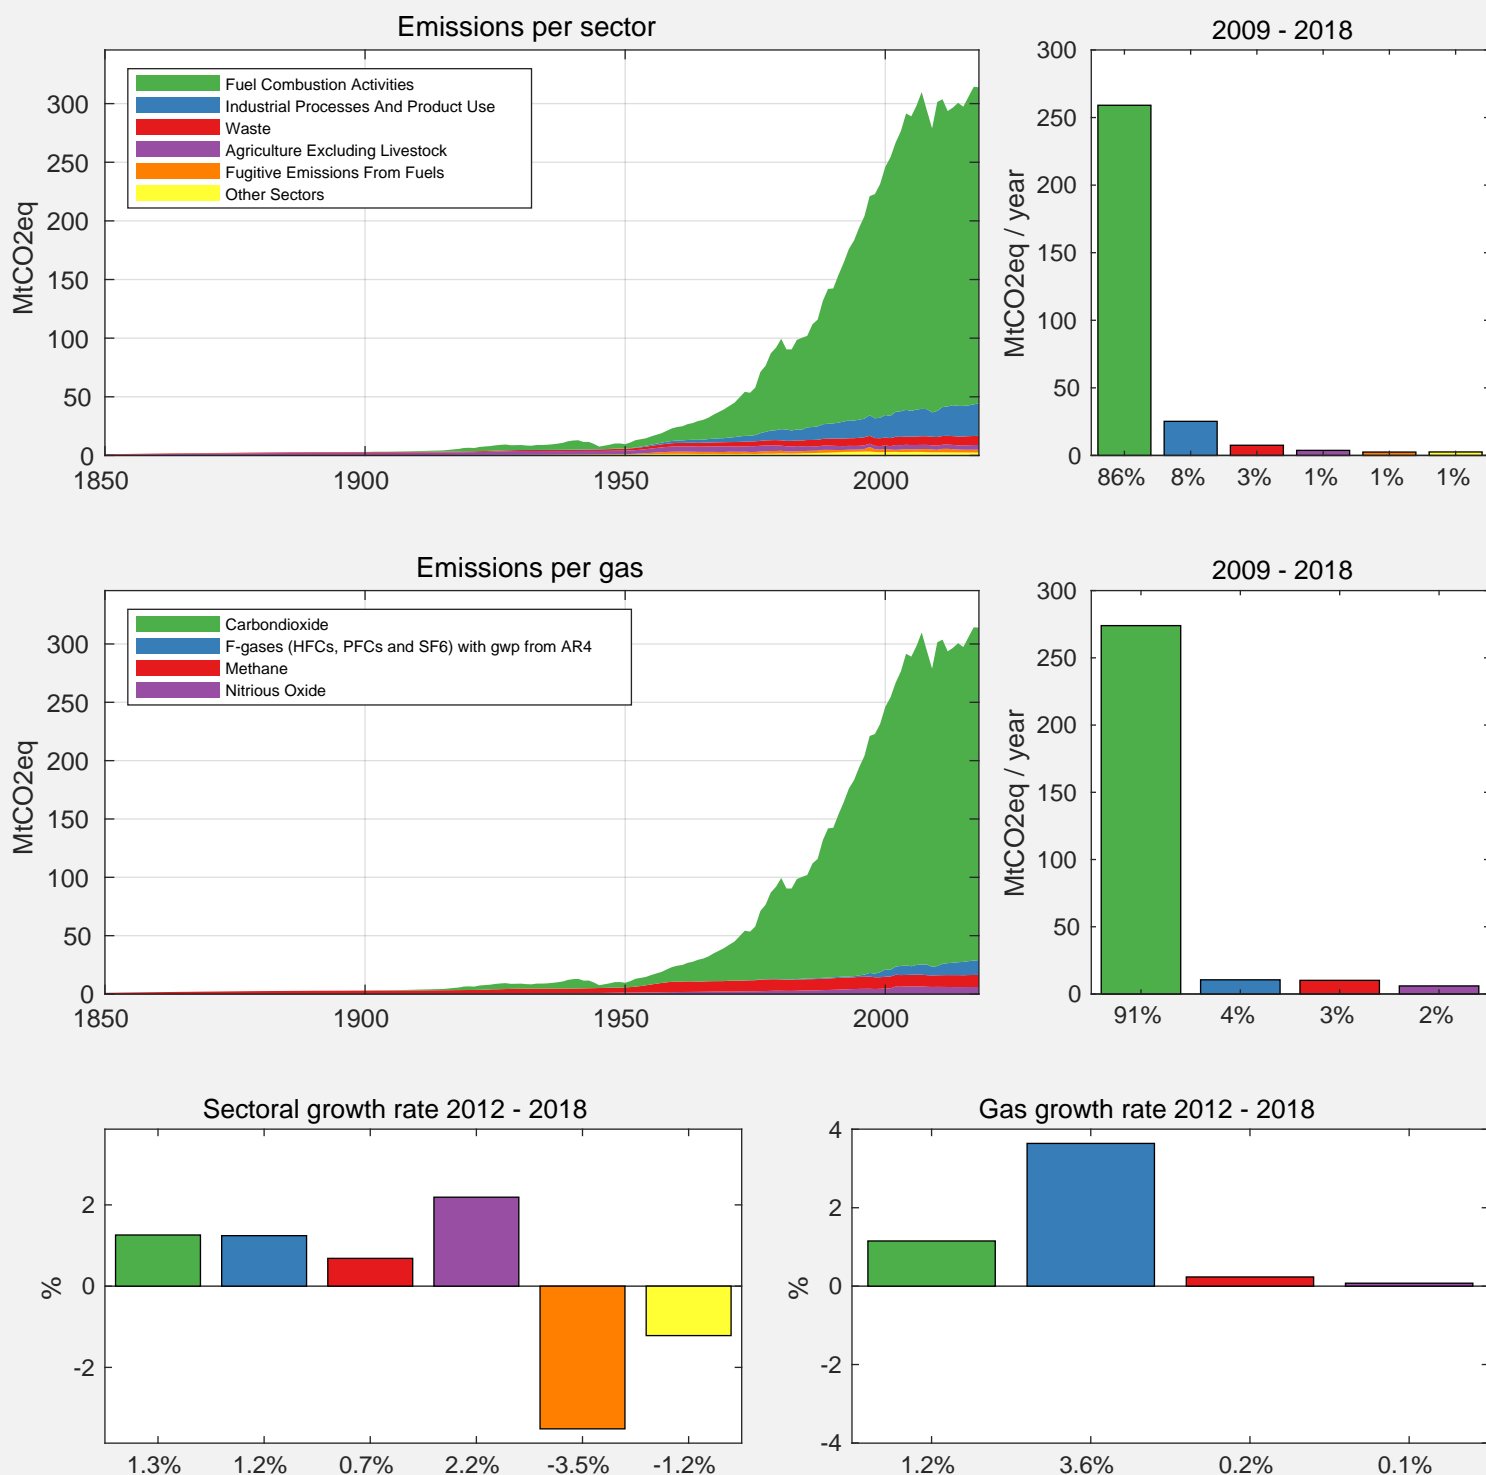 Emissions per sector
MtCO2eq
300
250
200
150
100
50
0
1850 1900 1950 2000
Fuel Combustion Activities
Industrial Processes And Product Use
Waste
Agriculture Excluding Livestock
Fugitive Emissions From Fuels
Other Sectors
2009 - 2018
MtCO2eq / year
300
250
200
150
100
50
0
86% 8% 3% 1% 1% 1%
Emissions per gas
MtCO2eq
300
250
200
150
100
50
0
1850 1900 1950 2000
Carbondioxide
F-gases (HFCs, PFCs and SF6) with gwp from AR4
Methane
Nitrious Oxide
2009 - 2018
MtCO2eq / year
300
250
200
150
100
50
0
91% 4% 3% 2%
Sectoral growth rate 2012 - 2018
%
2
0
-2
1.3% 1.2% 0.7% 2.2% -3.5% -1.2%
Gas growth rate 2012 - 2018
%
4
2
0
-2
-4
1.2% 3.6% 0.2% 0.1%